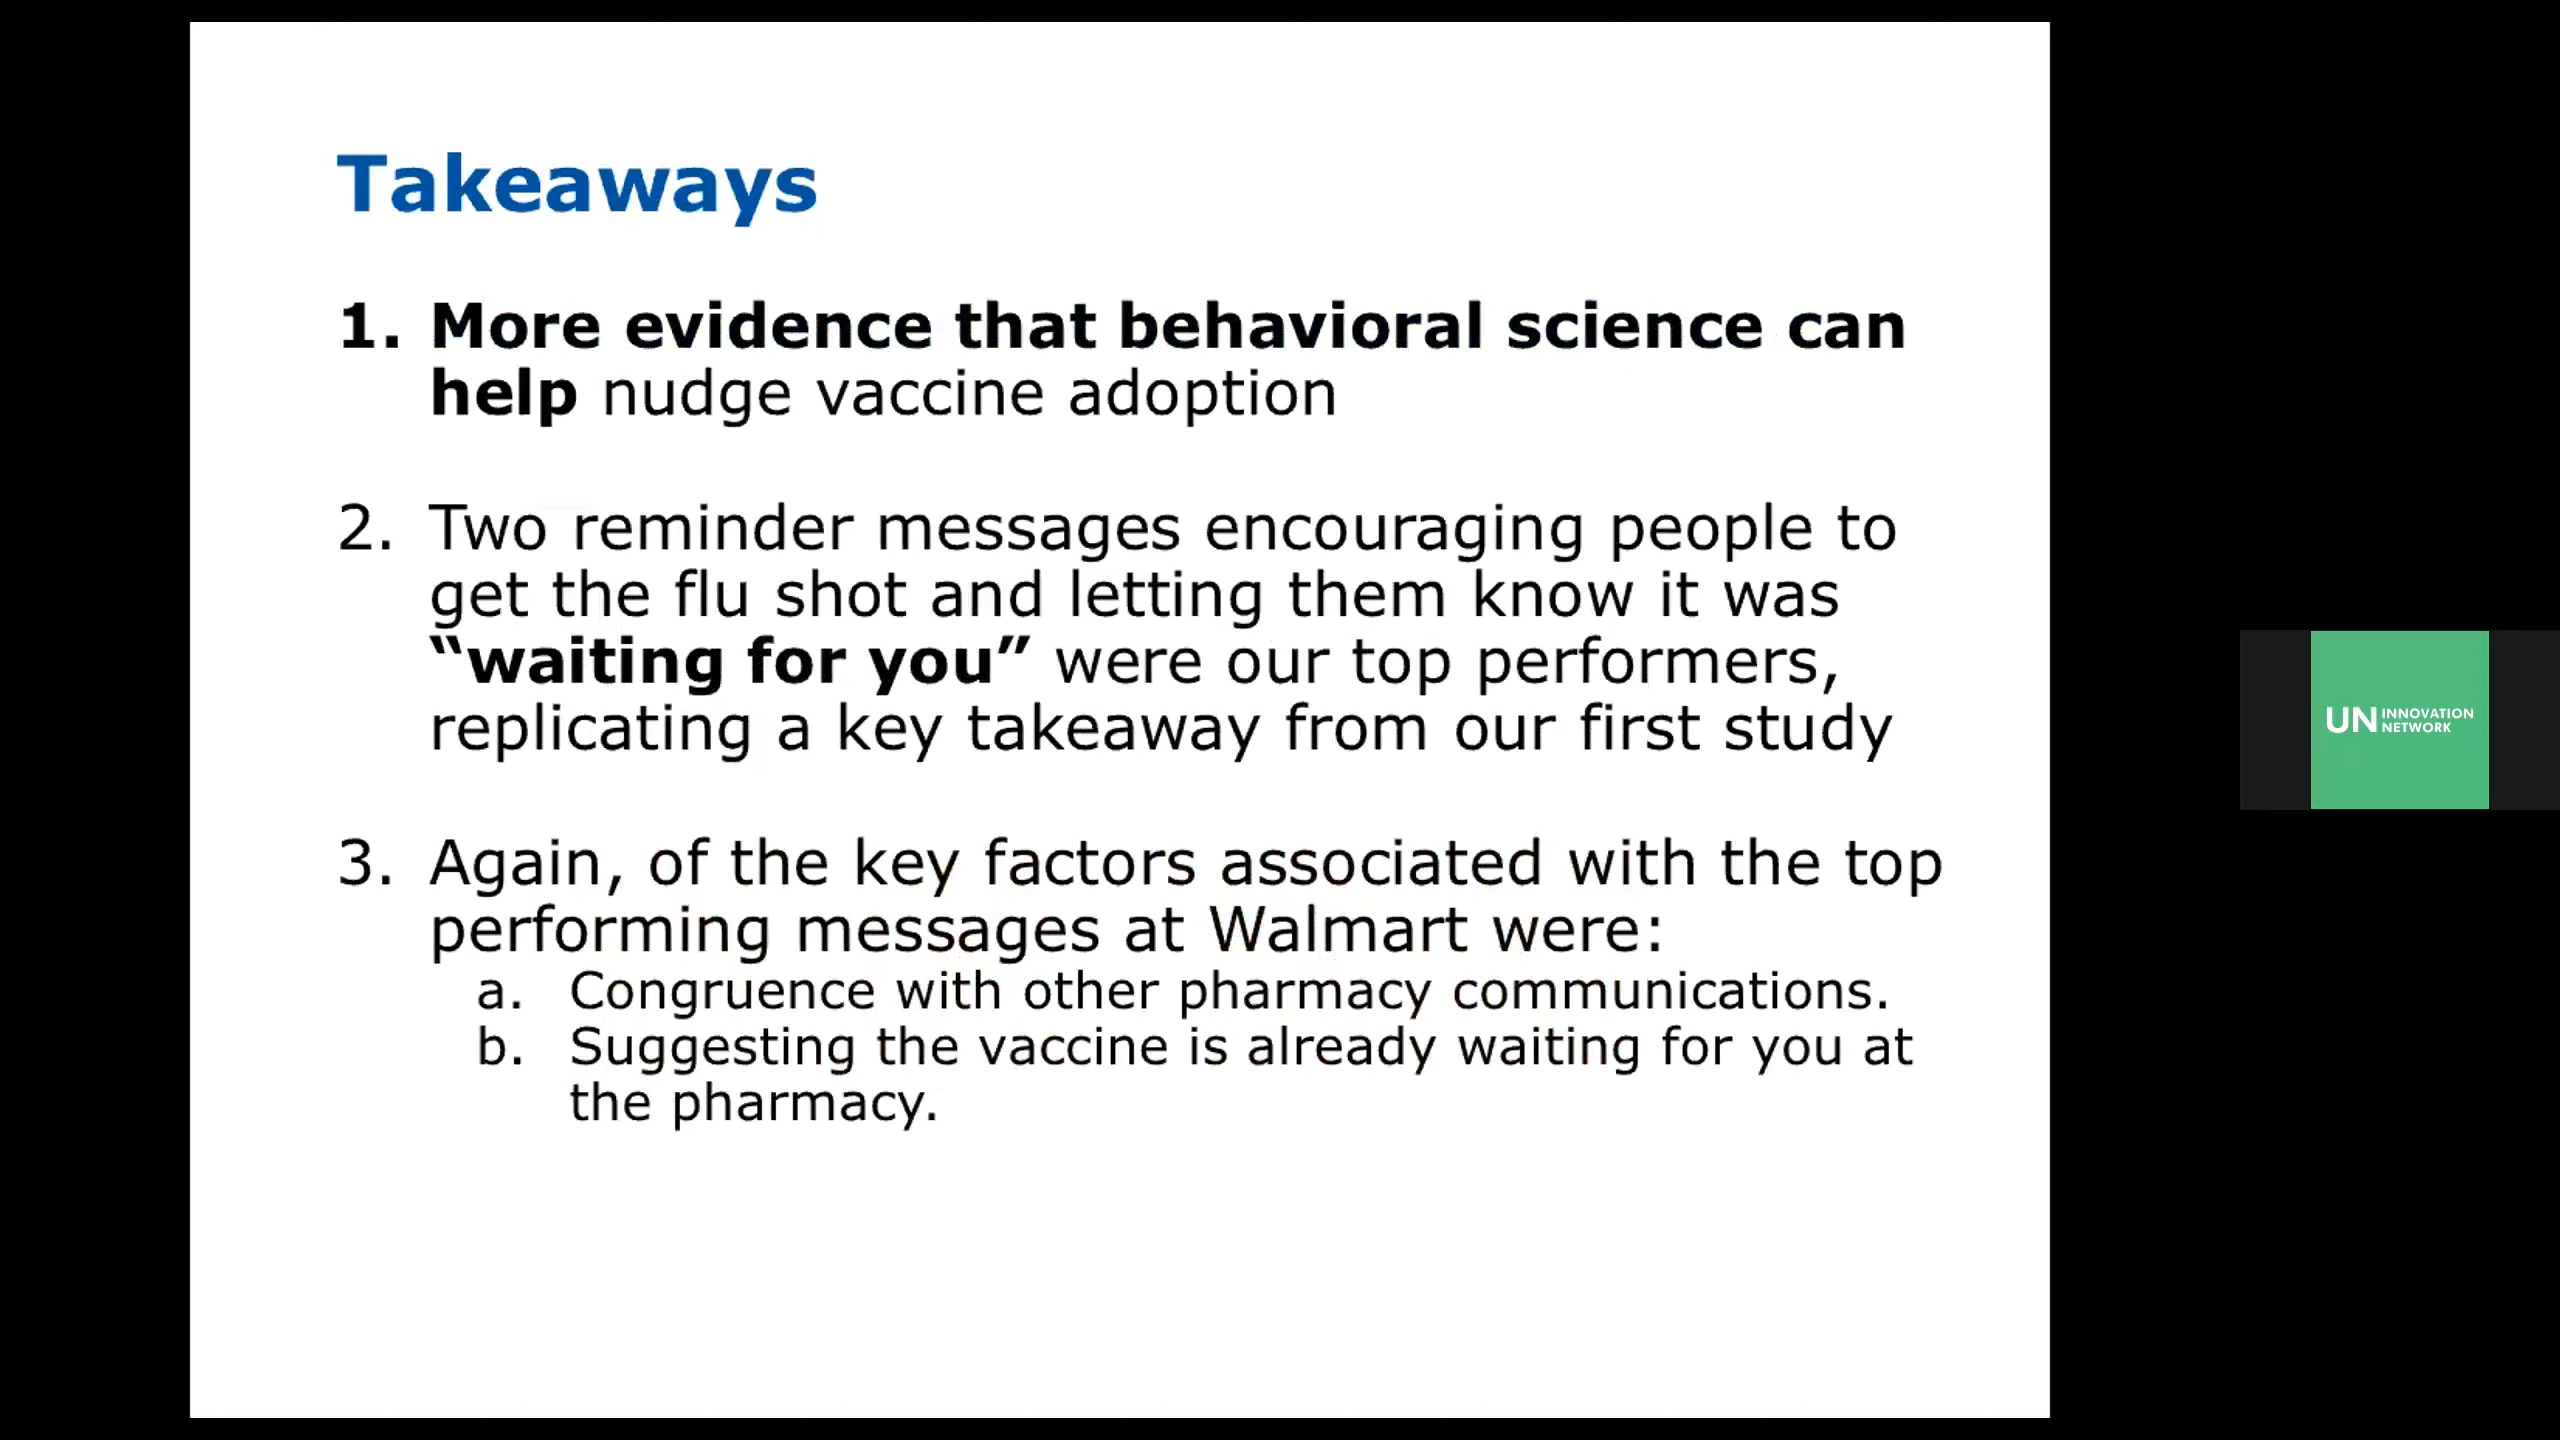 Takeaways
1. More evidence that behavioral science can
help nudge vaccine adoption
2. Two reminder messages encouraging people to
get the flu shot and letting them know it was
“waiting for you” were our top performers,
replicating a key takeaway from our first study
3. Again, of the key factors associated with the top
performing messages at Walmart were:
a. Congruence with other pharmacy communications.
b. Suggesting the vaccine is already waiting for you at
the pharmacy.
UN INNOVATION
NETWORK